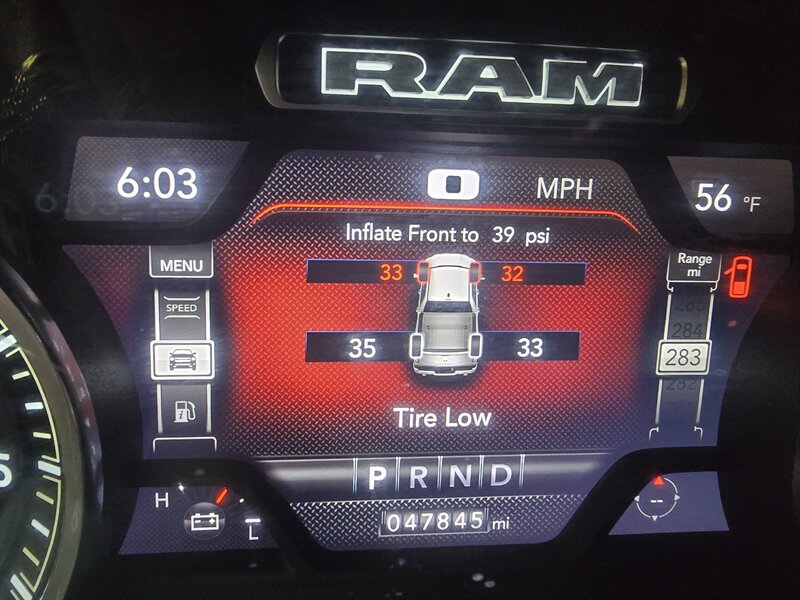 RAM
6:03
0 MPH
56 °F
Inflate Front to 39 psi
MENU
33 32
Range
mi
SPEED
284
35 33
283
282
Tire Low
P R N D
H
L
047845 mi
--